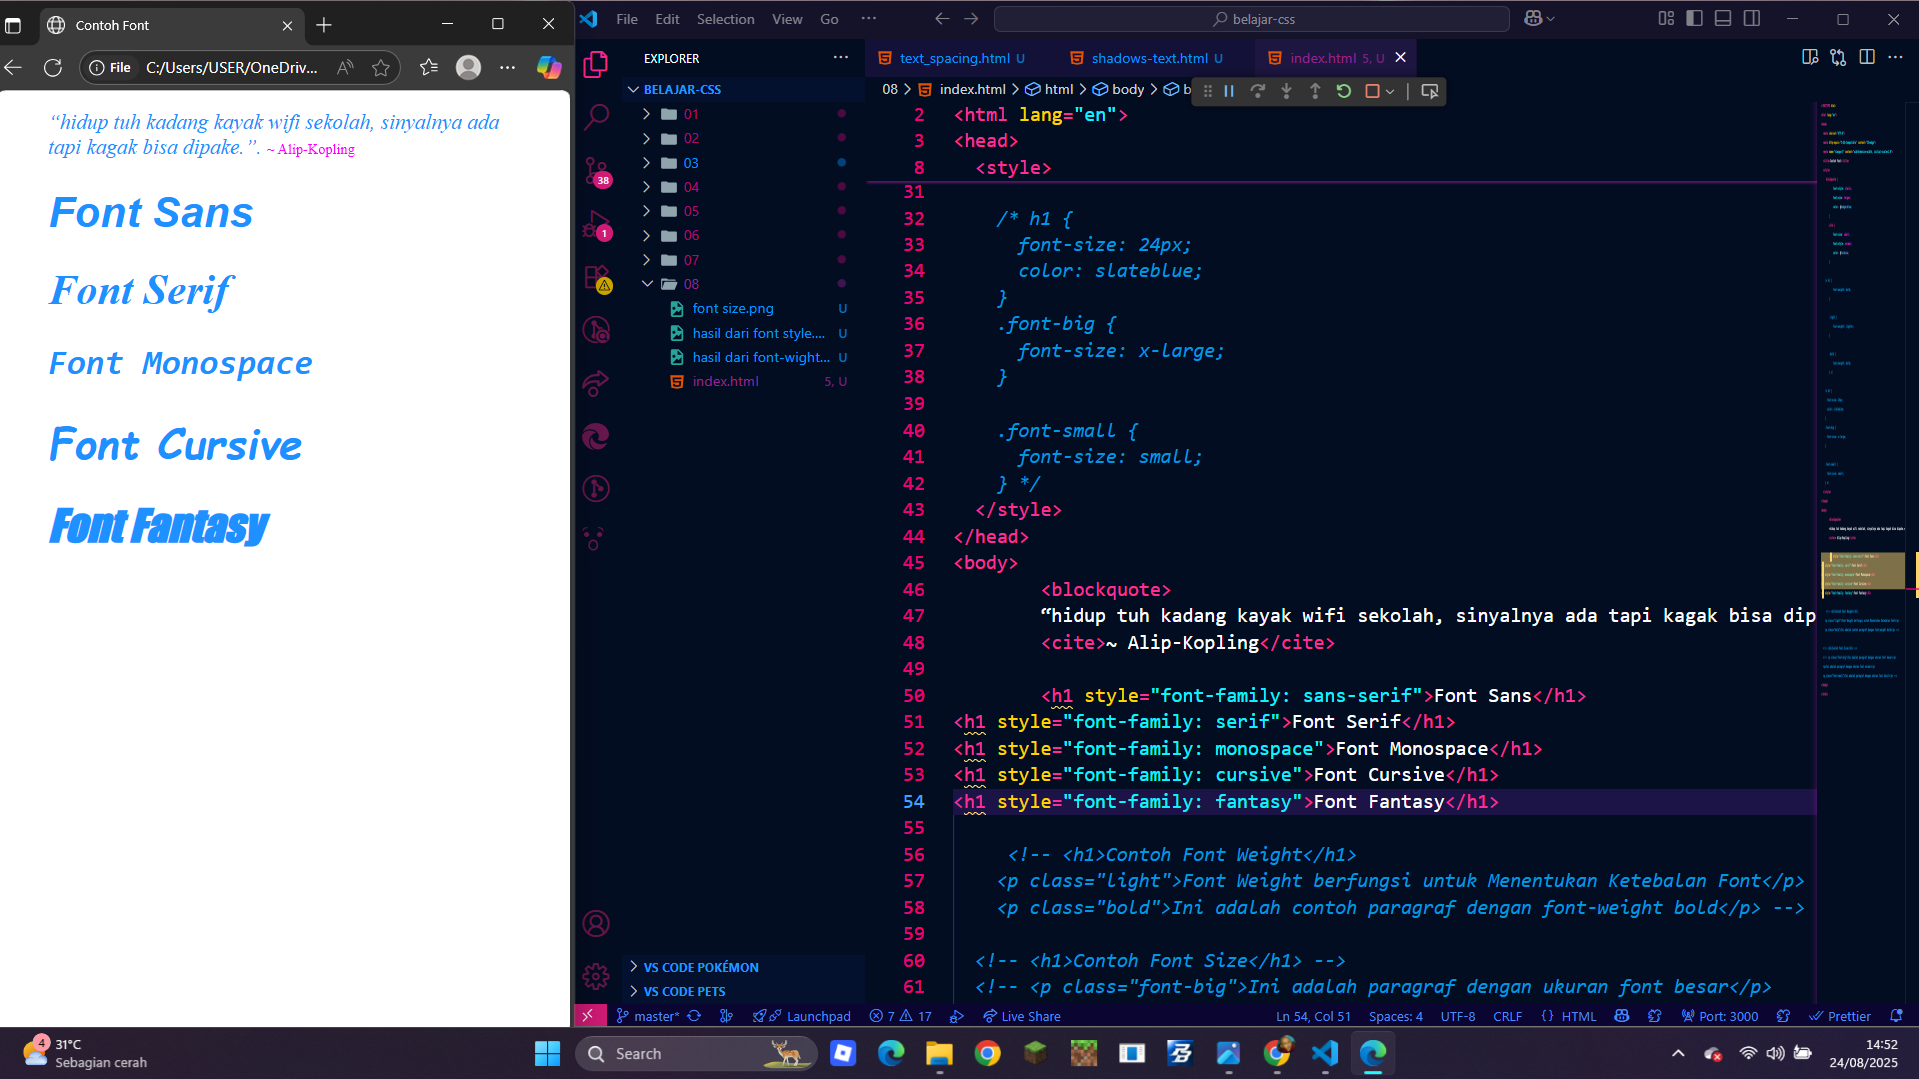 Contoh Font
File Edit Selection View Go
belajar-css
File C:/Users/USER/OneDriv...
“hidup tuh kadang kayak wifi sekolah, sinyalnya ada
tapi kagak bisa dipake.”. ~ Alip-Kopling
Font Sans
Font Serif
Font Monospace
Font Cursive
Font Fantasy
38
1
EXPLORER
BELAJAR-CSS
01
02
03
04
05
06
07
08
font size.png U
hasil dari font style.... U
hasil dari font-wight... U
index.html 5, U
VS CODE POKÉMON
VS CODE PETS
text_spacing.html U shadows-text.html U index.html 5, U
08 > index.html > html > body > b
2 <html lang="en">
3 <head>
8 <style>
31
32 /* h1 {
33 font-size: 24px;
34 color: slateblue;
35 }
36 .font-big {
37 font-size: x-large;
38 }
39
40 .font-small {
41 font-size: small;
42 } */
43 </style>
44 </head>
45 <body>
46 <blockquote>
47 “hidup tuh kadang kayak wifi sekolah, sinyalnya ada tapi kagak bisa dip
48 <cite>~ Alip-Kopling</cite>
49
50 <h1 style="font-family: sans-serif">Font Sans</h1>
51 <h1 style="font-family: serif">Font Serif</h1>
52 <h1 style="font-family: monospace">Font Monospace</h1>
53 <h1 style="font-family: cursive">Font Cursive</h1>
54 <h1 style="font-family: fantasy">Font Fantasy</h1>
55
56 <!-- <h1>Contoh Font Weight</h1>
57 <p class="light">Font Weight berfungsi untuk Menentukan Ketebalan Font</p>
58 <p class="bold">Ini adalah contoh paragraf dengan font-weight bold</p> -->
59
60 <!-- <h1>Contoh Font Size</h1> -->
61 <!-- <p class="font-big">Ini adalah paragraf dengan ukuran font besar</p>
master* Launchpad 7 17 Live Share Ln 54, Col 51 Spaces: 4 UTF-8 CRLF {} HTML Port: 3000 Prettier
4
31°C
Sebagian cerah
Search
14:52
24/08/2025